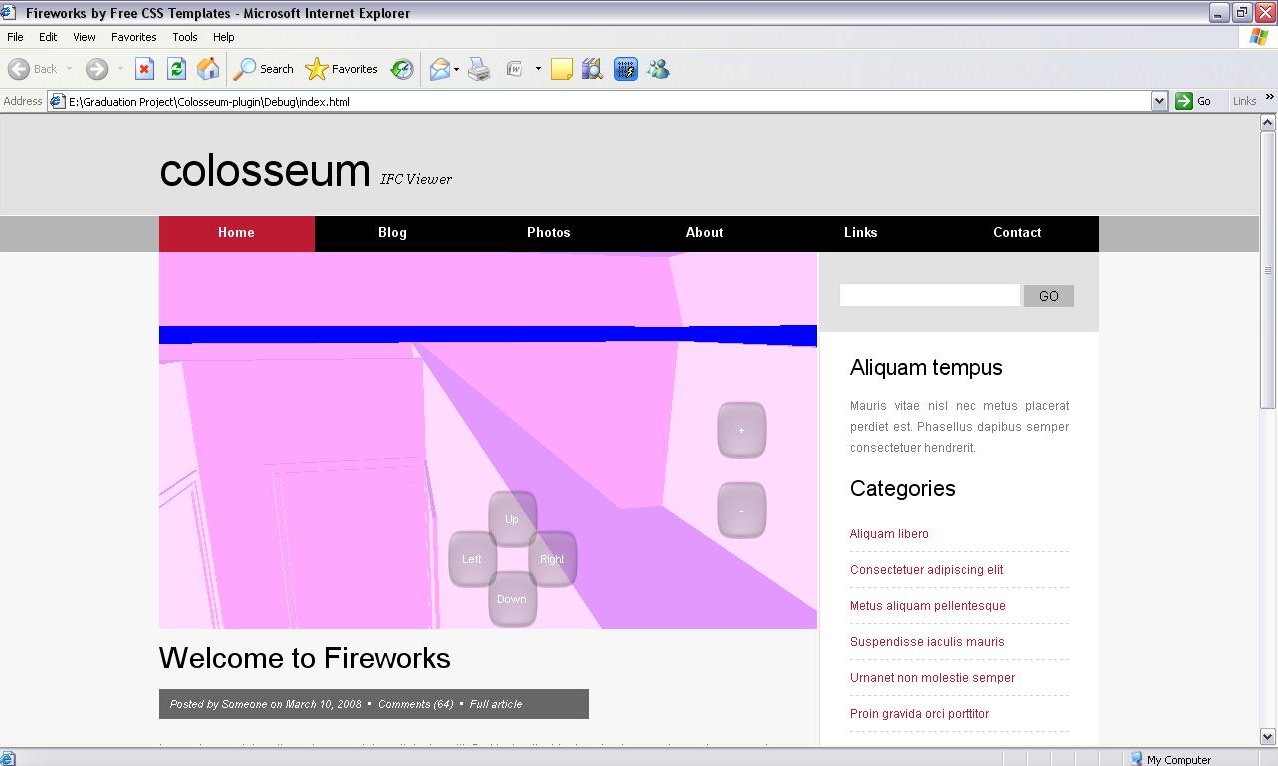 Fireworks by Free CSS Templates - Microsoft Internet Explorer
File Edit View Favorites Tools Help
Back Search Favorites
Address E:\Graduation Project\Colosseum-plugin\Debug\index.html Go Links »
colosseum IFC Viewer
Home Blog Photos About Links Contact
GO
Aliquam tempus
Mauris vitae nisl nec metus placerat
perdiet est. Phasellus dapibus semper
consectetuer hendrerit.
Categories
Aliquam libero
Consectetuer adipiscing elit
Metus aliquam pellentesque
Suspendisse iaculis mauris
Urnanet non molestie semper
Proin gravida orci porttitor
+
-
Up
Left Right
Down
Welcome to Fireworks
Posted by Someone on March 10, 2008 • Comments (64) • Full article
My Computer